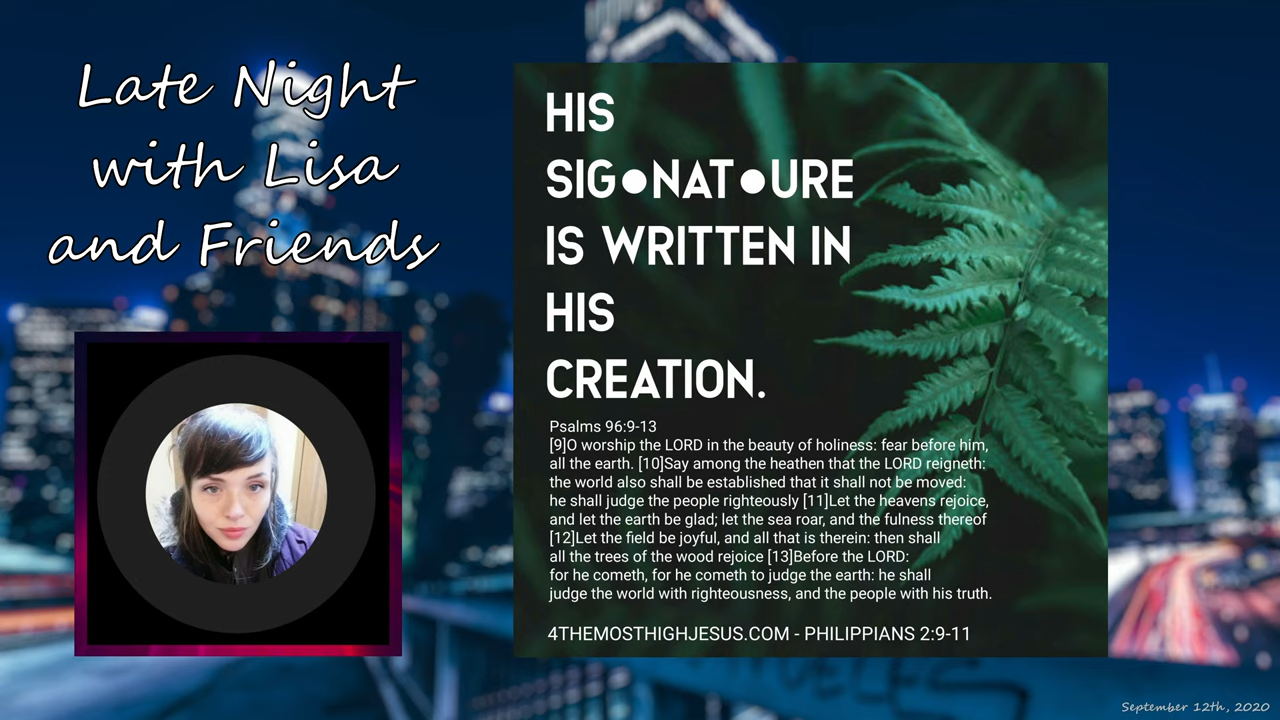 Late Night
with Lisa
and Friends
HIS
SIG●NAT●URE
IS WRITTEN IN
HIS
CREATION.
Psalms 96:9-13
[9]O worship the LORD in the beauty of holiness: fear before him,
all the earth. [10]Say among the heathen that the LORD reigneth:
the world also shall be established that it shall not be moved:
he shall judge the people righteously [11]Let the heavens rejoice,
and let the earth be glad; let the sea roar, and the fulness thereof
[12]Let the field be joyful, and all that is therein: then shall
all the trees of the wood rejoice [13]Before the LORD:
for he cometh, for he cometh to judge the earth: he shall
judge the world with righteousness, and the people with his truth.
4THEMOSTHIGHJESUS.COM - PHILIPPIANS 2:9-11
September 12th, 2020